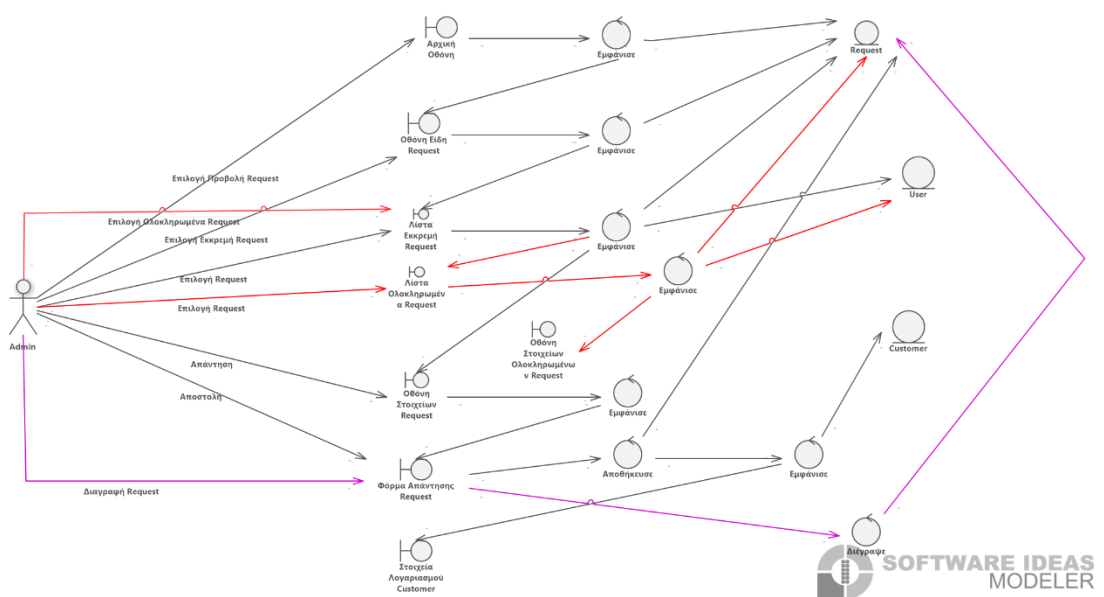 Αρχική
Οθόνη
Εμφάνισε
Request
Οθόνη Είδη
Request
Εμφάνισε
Επιλογή Προβολή Request
User
Επιλογή Ολοκληρωμένα Request
Λίστα
Εκκρεμή
Request
Εμφάνισε
Επιλογή Εκκρεμή Request
Επιλογή Request
Λίστα
Ολοκληρωμέν
α Request
Εμφάνισε
Επιλογή Request
Admin
Οθόνη
Στοιχείων
Ολοκληρωμένω
ν Request
Customer
Απάντηση
Αποστολή
Οθόνη
Στοιχείων
Request
Εμφάνισε
Διαγραφή Request
Φόρμα Απάντησης
Request
Αποθήκευσε
Εμφάνισε
Διέγραψε
Στοιχεία
Λογαριασμού
Customer
SOFTWARE IDEAS
MODELER